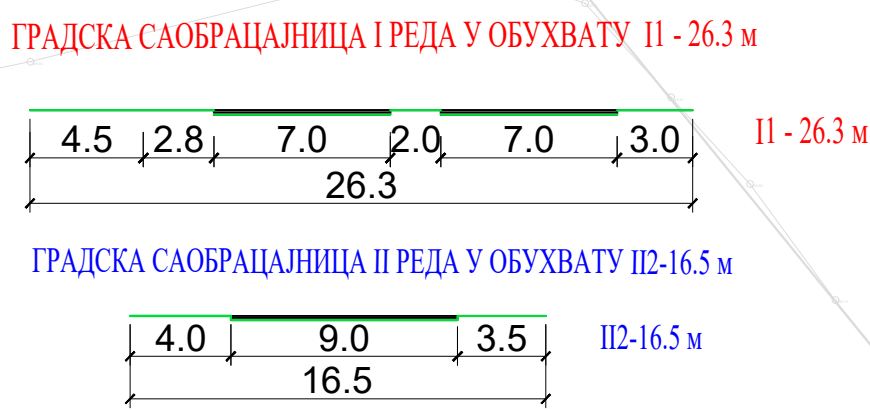 ГРАДСКА САОБРАЦАЈНИЦА I РЕДА У ОБУХВАТУ I1 - 26.3 м
4.5 2.8 7.0 2.0 7.0 3.0
I1 - 26.3 м
26.3
ГРАДСКА САОБРАЦАЈНИЦА II РЕДА У ОБУХВАТУ II2-16.5 м
4.0 9.0 3.5
II2-16.5 м
16.5